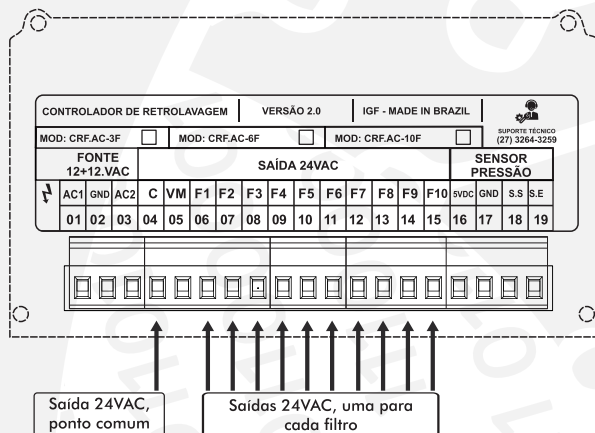 CONTROLADOR DE RETROLAVAGEM VERSÃO 2.0 IGF - MADE IN BRAZIL
SUPORTE TÉCNICO
(27) 3264-3259
MOD: CRF.AC-3F MOD: CRF.AC-6F MOD: CRF.AC-10F
FONTE
12+12.VAC
SAÍDA 24VAC
SENSOR
PRESSÃO
AC1 GND AC2 C VM F1 F2 F3 F4 F5 F6 F7 F8 F9 F10 5VDC GND S.S S.E
01 02 03 04 05 06 07 08 09 10 11 12 13 14 15 16 17 18 19
Saída 24VAC,
ponto comum
Saídas 24VAC, uma para
cada filtro